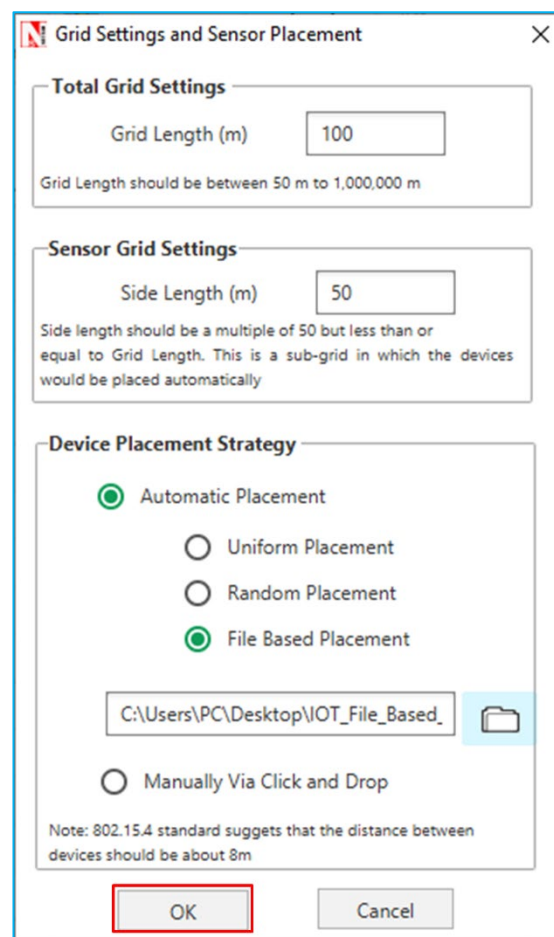 Grid Settings and Sensor Placement
Total Grid Settings
Grid Length (m) 100
Grid Length should be between 50 m to 1,000,000 m
Sensor Grid Settings
Side Length (m) 50
Side length should be a multiple of 50 but less than or
equal to Grid Length. This is a sub-grid in which the devices
would be placed automatically
Device Placement Strategy
Automatic Placement
Uniform Placement
Random Placement
File Based Placement
C:\Users\PC\Desktop\IOT_File_Based_
Manually Via Click and Drop
Note: 802.15.4 standard suggests that the distance between
devices should be about 8m
OK Cancel